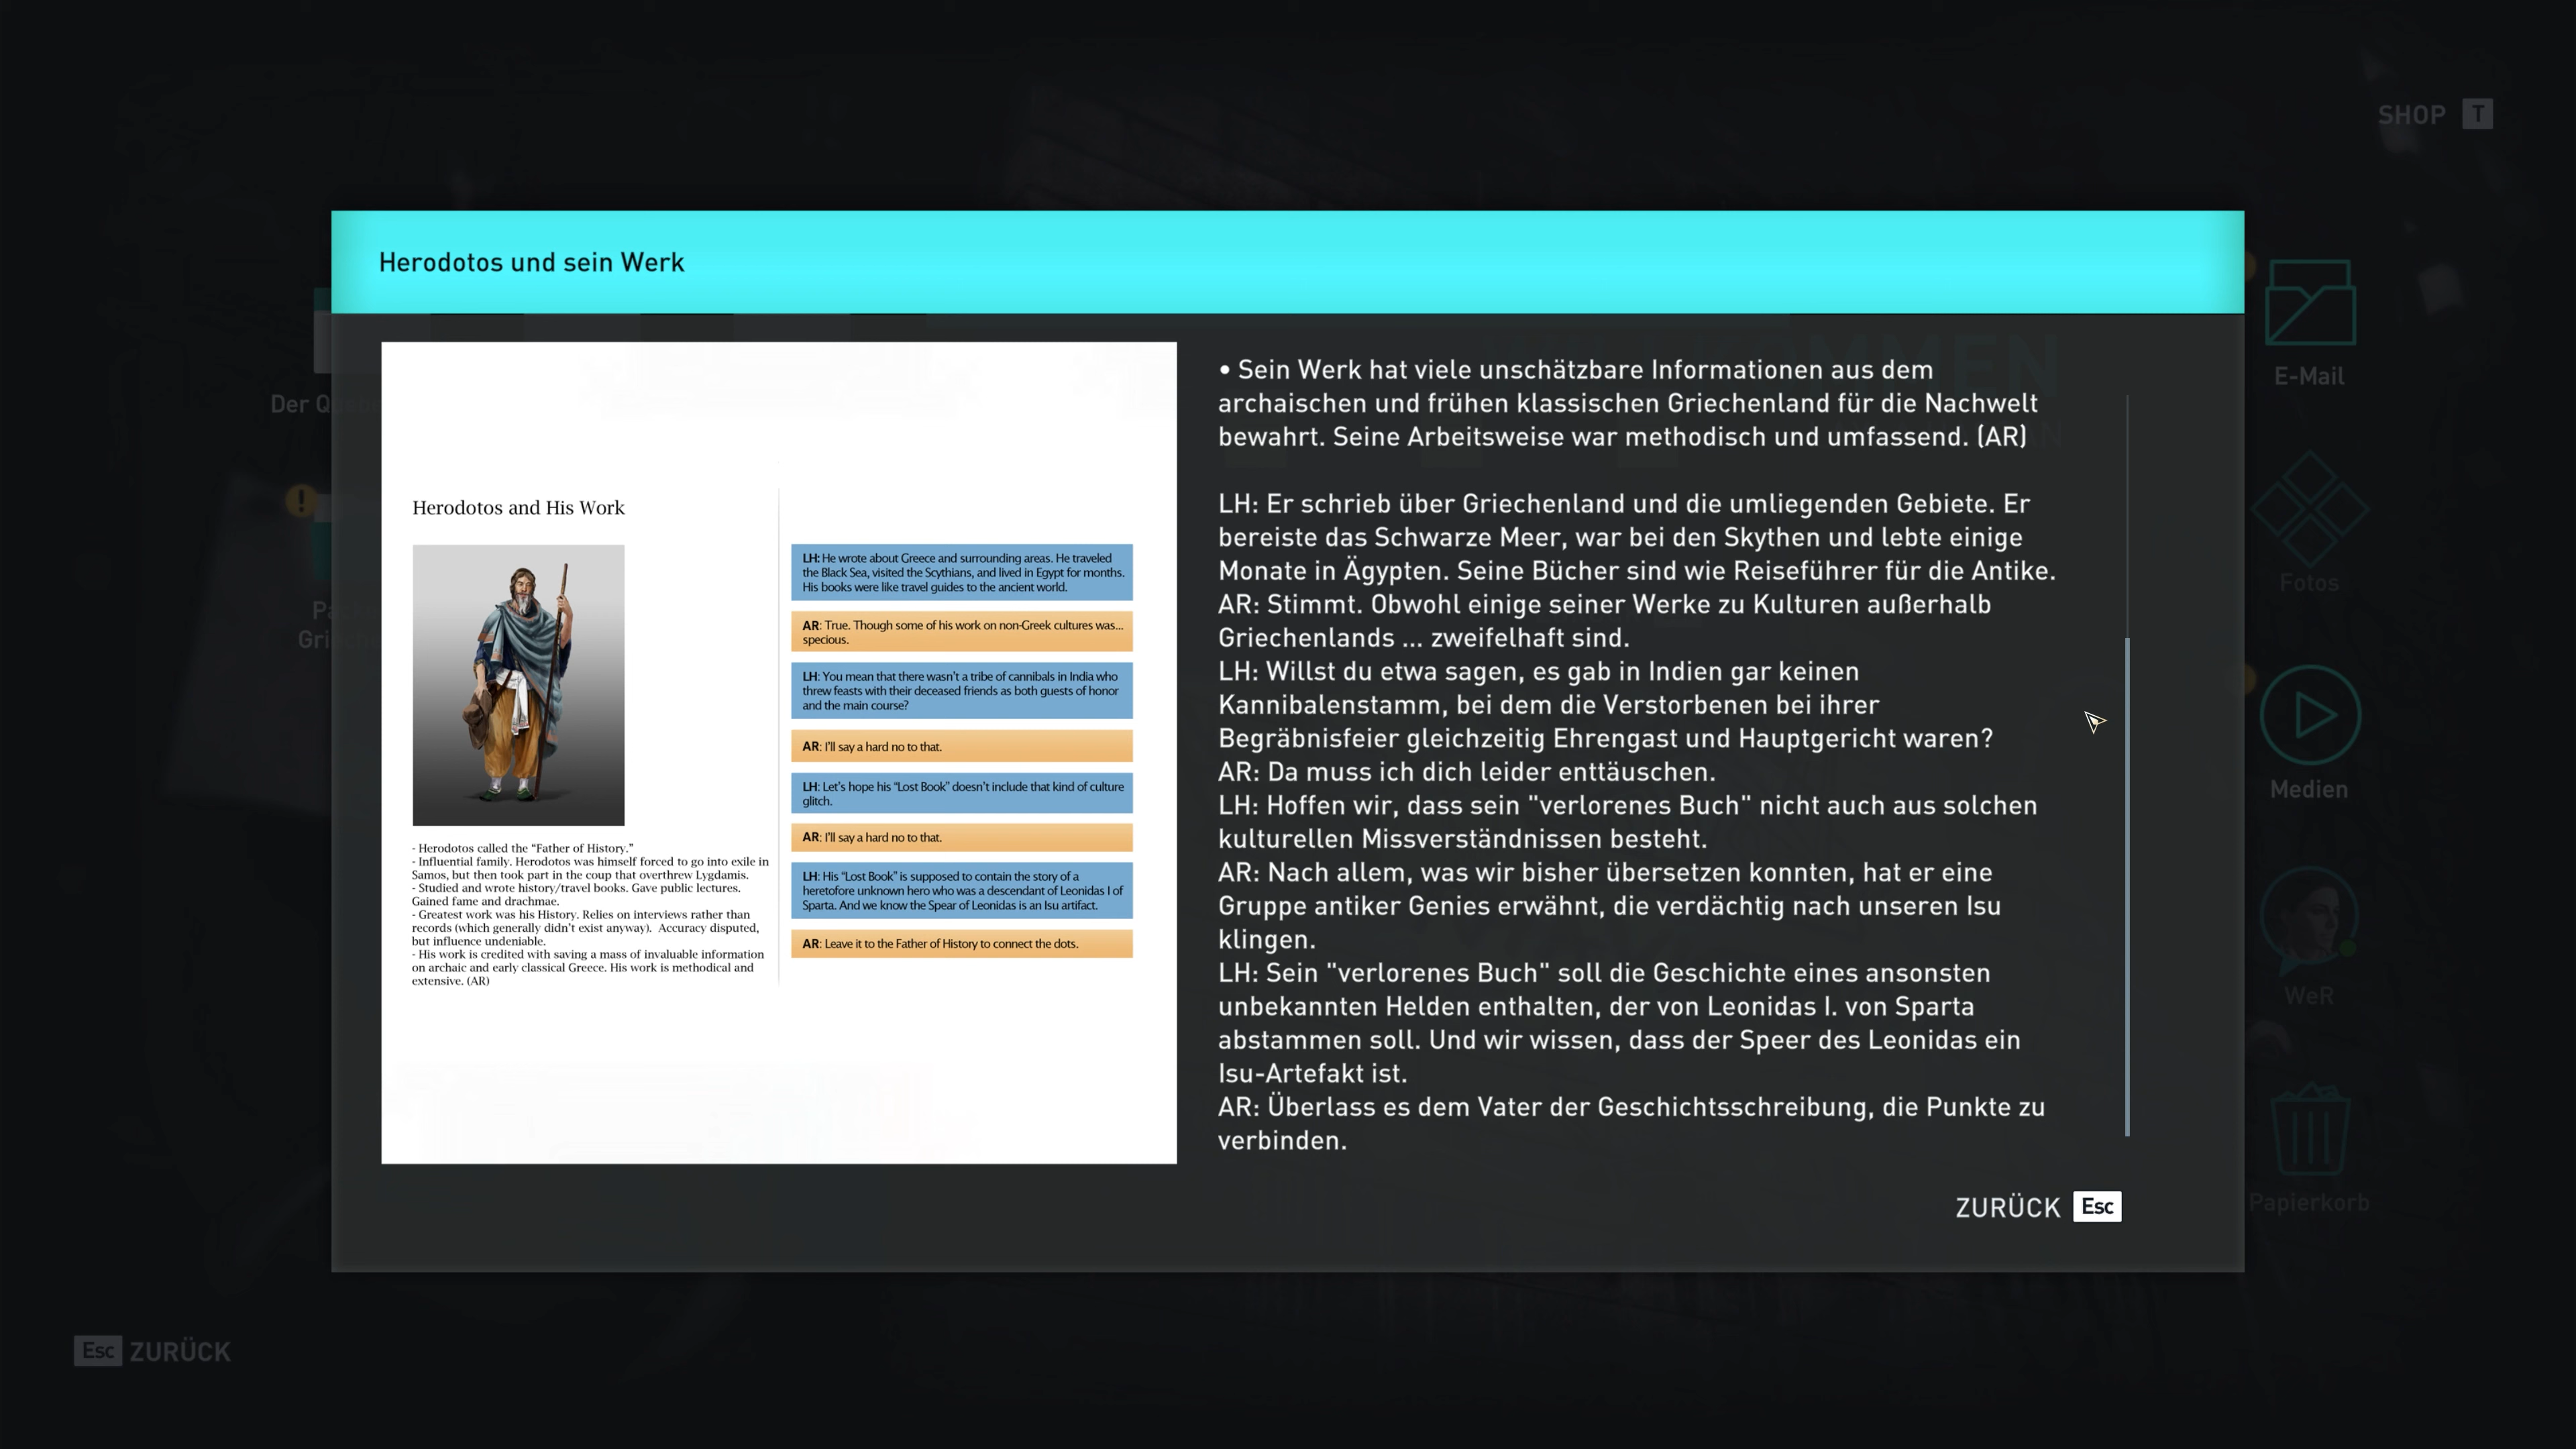 SHOP T
Herodotos und sein Werk
Herodotos and His Work
- Herodotos called the “Father of History.”
- Influential family. Herodotos was himself forced to go into exile in
Samos, but then took part in the coup that overthrew Lygdamis.
- Studied and wrote history/travel books. Gave public lectures.
Gained fame and drachmae.
- Greatest work was his History. Relies on interviews rather than
records (which generally didn’t exist anyway).  Accuracy disputed,
but influence undeniable.
- His work is credited with saving a mass of invaluable information
on archaic and early classical Greece. His work is methodical and
extensive. (AR)
LH: He wrote about Greece and surrounding areas. He traveled
the Black Sea, visited the Scythians, and lived in Egypt for months.
His books were like travel guides to the ancient world.
AR: True. Though some of his work on non-Greek cultures was...
specious.
LH: You mean that there wasn’t a tribe of cannibals in India who
threw feasts with their deceased friends as both guests of honor
and the main course?
AR: I’ll say a hard no to that.
LH: Let’s hope his “Lost Book” doesn’t include that kind of culture
glitch.
AR: I’ll say a hard no to that.
LH: His “Lost Book” is supposed to contain the story of a
heretofore unknown hero who was a descendant of Leonidas I of
Sparta. And we know the Spear of Leonidas is an Isu artifact.
AR: Leave it to the Father of History to connect the dots.
• Sein Werk hat viele unschätzbare Informationen aus dem
archaischen und frühen klassischen Griechenland für die Nachwelt
bewahrt. Seine Arbeitsweise war methodisch und umfassend. (AR)
LH: Er schrieb über Griechenland und die umliegenden Gebiete. Er
bereiste das Schwarze Meer, war bei den Skythen und lebte einige
Monate in Ägypten. Seine Bücher sind wie Reiseführer für die Antike.
AR: Stimmt. Obwohl einige seiner Werke zu Kulturen außerhalb
Griechenlands ... zweifelhaft sind.
LH: Willst du etwa sagen, es gab in Indien gar keinen
Kannibalenstamm, bei dem die Verstorbenen bei ihrer
Begräbnisfeier gleichzeitig Ehrengast und Hauptgericht waren?
AR: Da muss ich dich leider enttäuschen.
LH: Hoffen wir, dass sein "verlorenes Buch" nicht auch aus solchen
kulturellen Missverständnissen besteht.
AR: Nach allem, was wir bisher übersetzen konnten, hat er eine
Gruppe antiker Genies erwähnt, die verdächtig nach unseren Isu
klingen.
LH: Sein "verlorenes Buch" soll die Geschichte eines ansonsten
unbekannten Helden enthalten, der von Leonidas I. von Sparta
abstammen soll. Und wir wissen, dass der Speer des Leonidas ein
Isu-Artefakt ist.
AR: Überlass es dem Vater der Geschichtsschreibung, die Punkte zu
verbinden.
ZURÜCK Esc
Der
E-Mail
Fotos
Medien
WeR
Papierkorb
Esc ZURÜCK